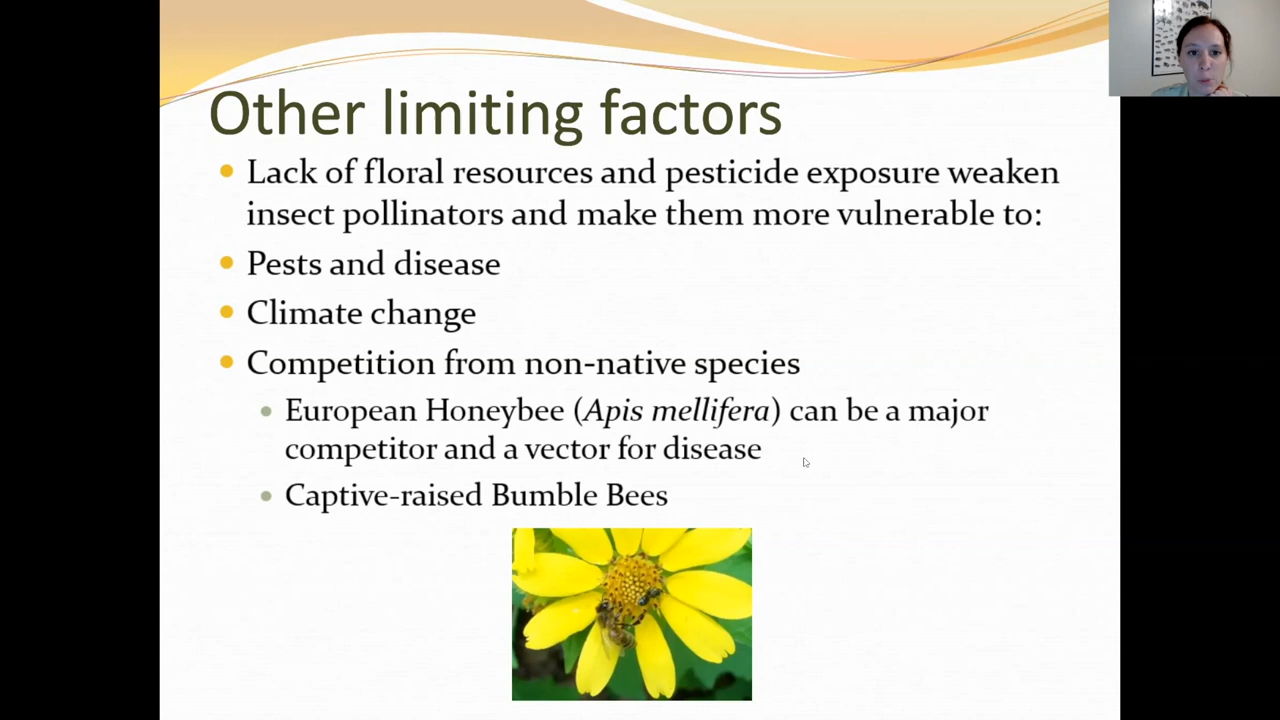 Other limiting factors
Lack of floral resources and pesticide exposure weaken
insect pollinators and make them more vulnerable to:
Pests and disease
Climate change
Competition from non-native species
European Honeybee (Apis mellifera) can be a major
competitor and a vector for disease
Captive-raised Bumble Bees